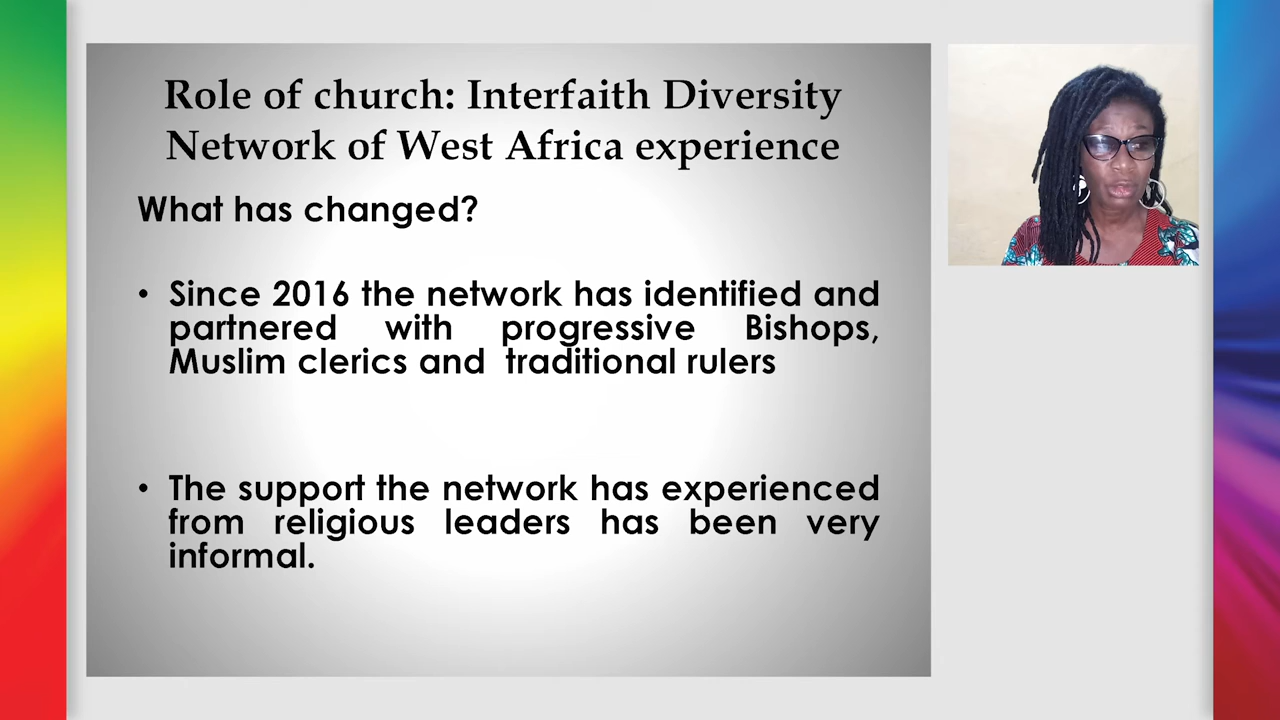 Role of church: Interfaith Diversity
Network of West Africa experience
What has changed?
• Since 2016 the network has identified and
partnered with progressive Bishops,
Muslim clerics and traditional rulers
• The support the network has experienced
from religious leaders has been very
informal.